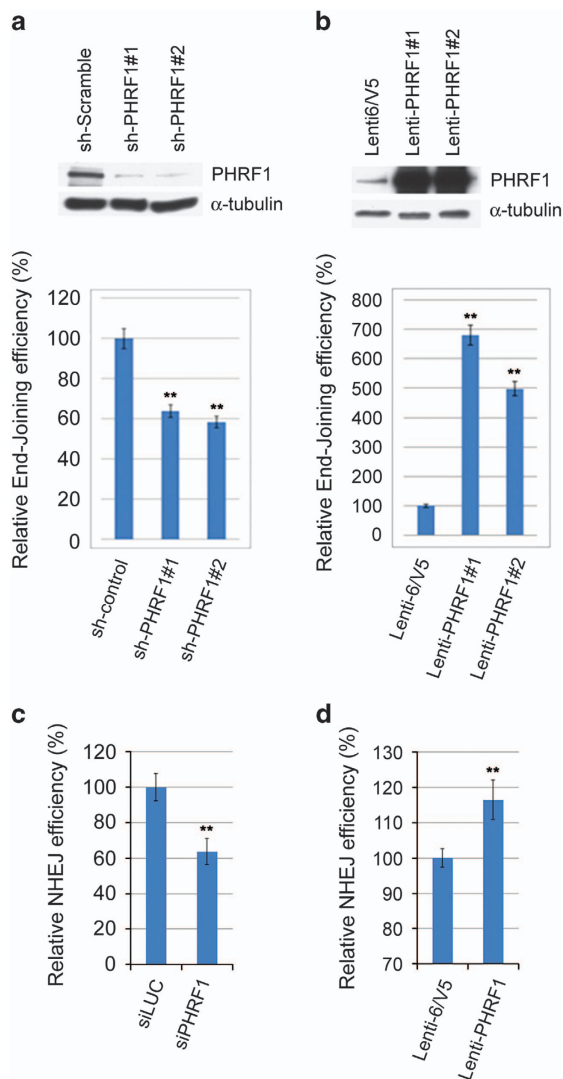 a
sh-Scramble
sh-PHRF1#1
sh-PHRF1#2
PHRF1
α-tubulin
Relative End-Joining efficiency (%)
120
100
80
60
40
20
0
**
**
sh-control
sh-PHRF1#1
sh-PHRF1#2
b
Lenti6/V5
Lenti-PHRF1#1
Lenti-PHRF1#2
PHRF1
α-tubulin
Relative End-Joining efficiency (%)
800
700
600
500
400
300
200
100
0
**
**
Lenti-6/V5
Lenti-PHRF1#1
Lenti-PHRF1#2
c
Relative NHEJ efficiency (%)
120
100
80
60
40
20
0
**
siLUC
siPHRF1
d
Relative NHEJ efficiency (%)
130
120
110
100
90
80
70
**
Lenti-6/V5
Lenti-PHRF1